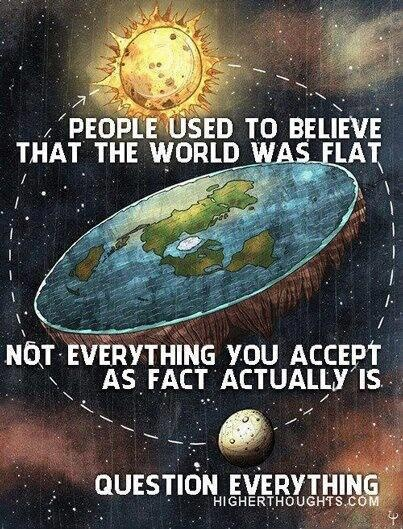 PEOPLE USED TO BELIEVE
THAT THE WORLD WAS FLAT
NOT EVERYTHING YOU ACCEPT
AS FACT ACTUALLY IS
QUESTION EVERYTHING
HIGHERTHOUGHTS.COM